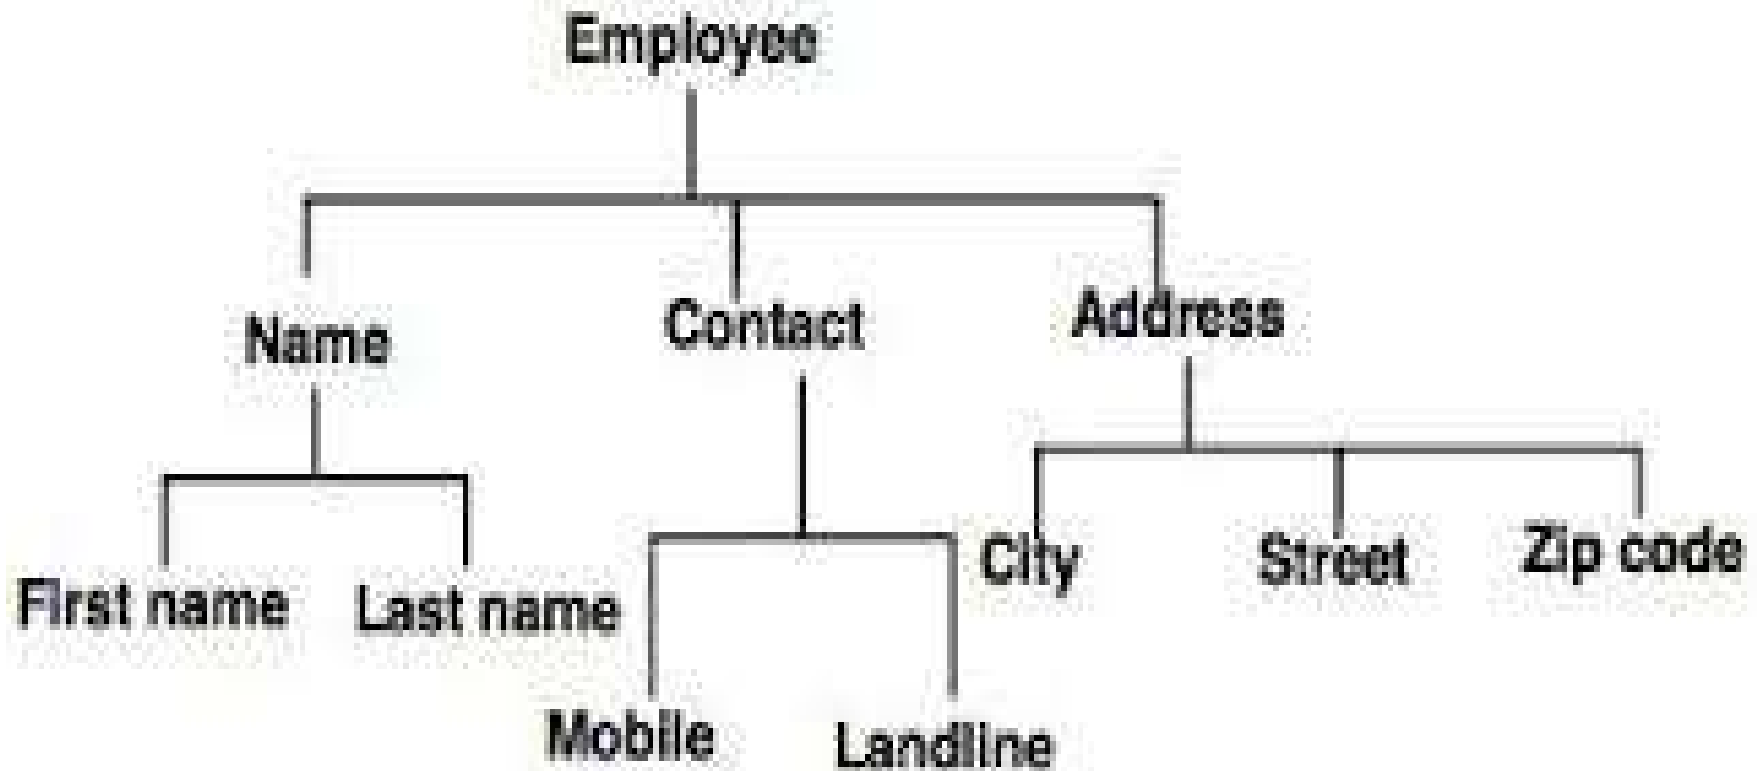 Employee
Name Contact Address
First name Last name City Street Zip code
Mobile Landline